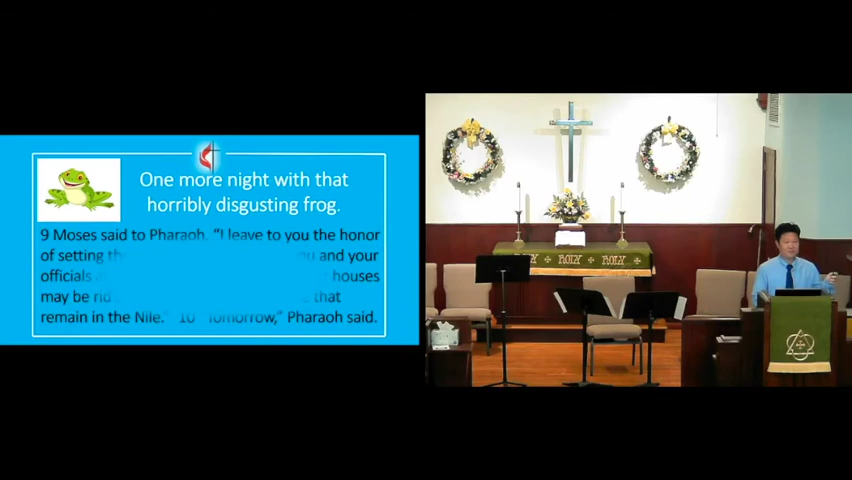 One more night with that
horribly disgusting frog.
9 Moses said to Pharaoh, "I leave to you the honor
of setting the and your
officials houses
may be rid that
remain in the Nile." 10 "Tomorrow," Pharaoh said.
HOLY HOLY HOLY